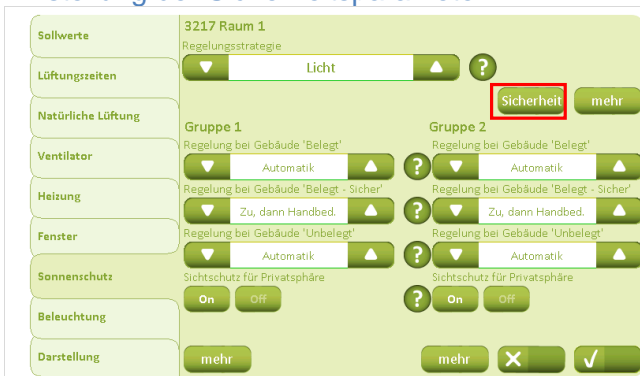 Sollwerte
Lüftungszeiten
Natürliche Lüftung
Ventilator
Heizung
Fenster
Sonnenschutz
Beleuchtung
Darstellung
3217 Raum 1
Regelungsstrategie
Licht
?
Sicherheit
mehr
Gruppe 1
Regelung bei Gebäude 'Belegt'
Automatik
?
Regelung bei Gebäude 'Belegt - Sicher'
Zu, dann Handbed.
?
Regelung bei Gebäude 'Unbelegt'
Automatik
?
Sichtschutz für Privatsphäre
On Off
?
mehr
Gruppe 2
Regelung bei Gebäude 'Belegt'
Automatik
Regelung bei Gebäude 'Belegt - Sicher'
Zu, dann Handbed.
Regelung bei Gebäude 'Unbelegt'
Automatik
Sichtschutz für Privatsphäre
On Off
mehr